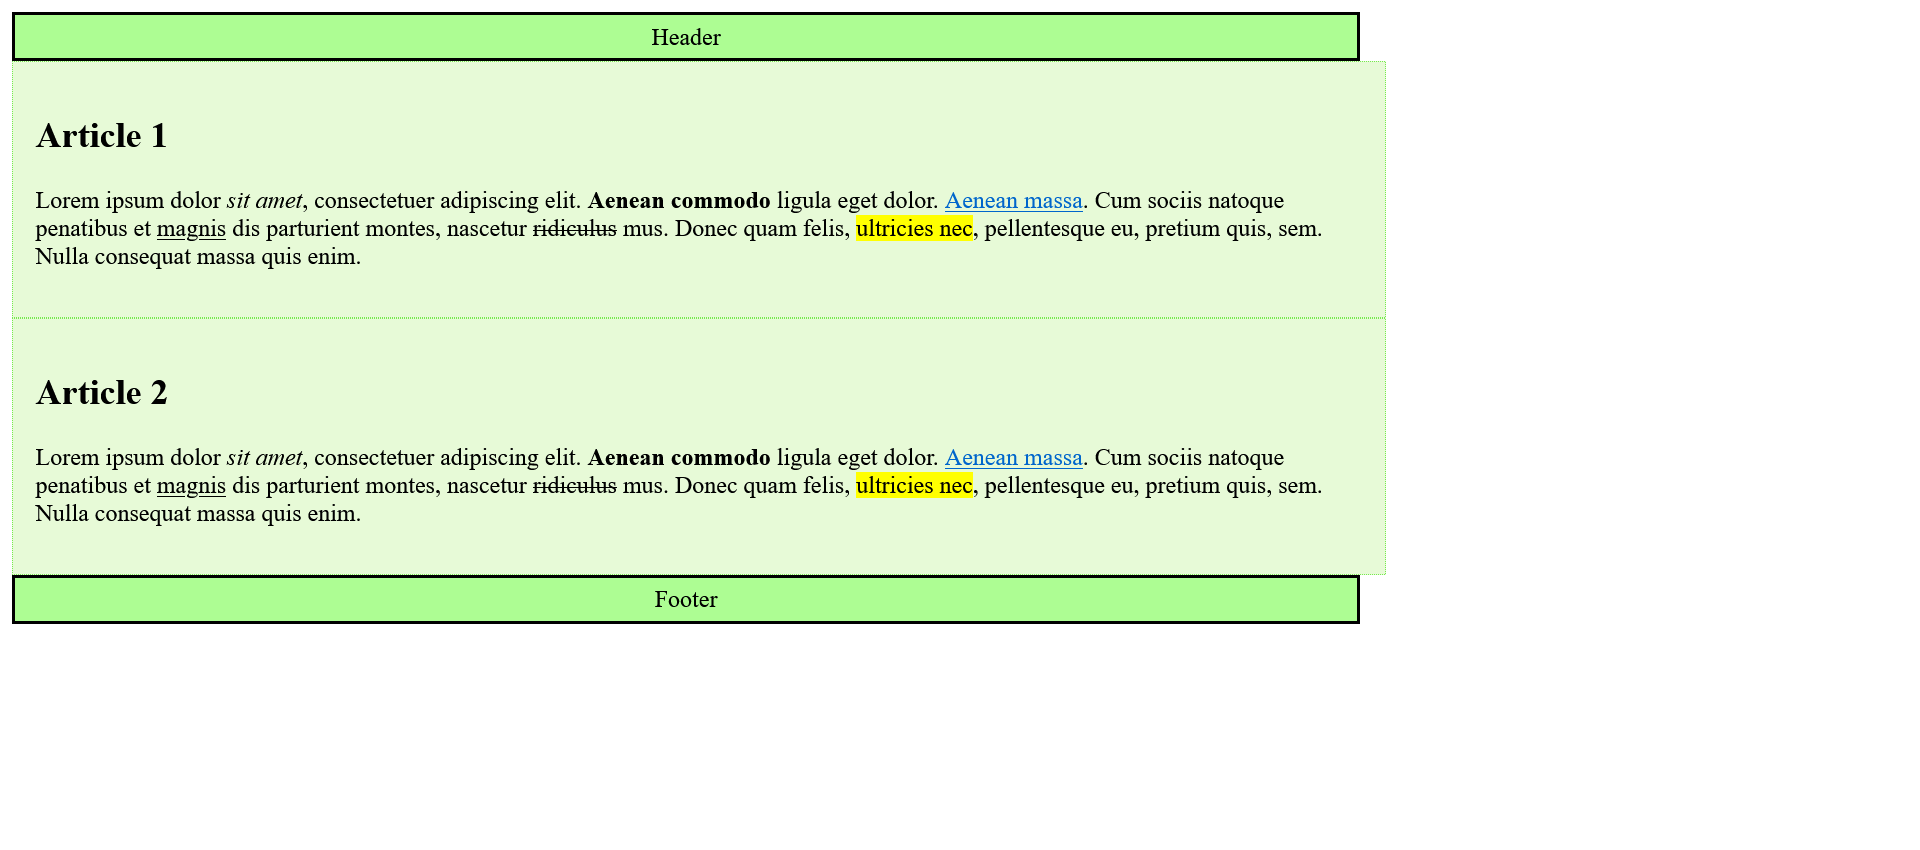 Header
Article 1
Lorem ipsum dolor sit amet, consectetuer adipiscing elit. Aenean commodo ligula eget dolor. Aenean massa. Cum sociis natoque
penatibus et magnis dis parturient montes, nascetur ridiculus mus. Donec quam felis, ultricies nec, pellentesque eu, pretium quis, sem.
Nulla consequat massa quis enim.
Article 2
Lorem ipsum dolor sit amet, consectetuer adipiscing elit. Aenean commodo ligula eget dolor. Aenean massa. Cum sociis natoque
penatibus et magnis dis parturient montes, nascetur ridiculus mus. Donec quam felis, ultricies nec, pellentesque eu, pretium quis, sem.
Nulla consequat massa quis enim.
Footer